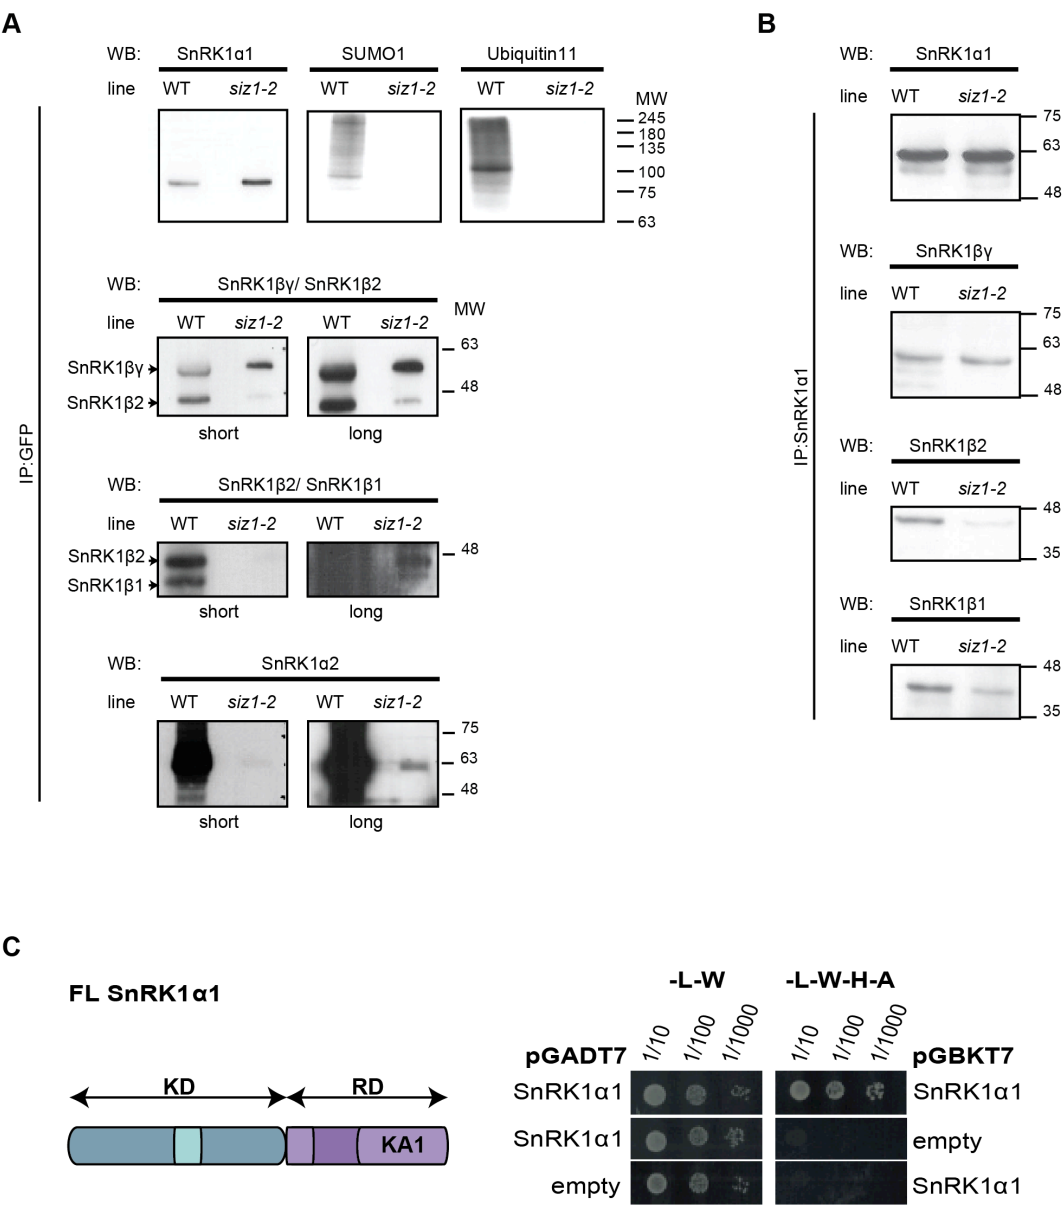 A
WB: SnRK1α1 SUMO1 Ubiquitin11
line WT siz1-2 WT siz1-2 WT siz1-2
MW
245
180
135
100
75
63
WB: SnRK1βγ/ SnRK1β2
MW
line WT siz1-2 WT siz1-2
63
SnRK1βγ
48
SnRK1β2
short long
IP:GFP
WB: SnRK1β2/ SnRK1β1
line WT siz1-2 WT siz1-2
48
SnRK1β2
SnRK1β1
short long
WB: SnRK1α2
line WT siz1-2 WT siz1-2
75
63
48
short long
B
WB: SnRK1α1
line WT siz1-2
75
63
48
WB: SnRK1βγ
line WT siz1-2
75
63
48
IP:SnRK1α1
WB: SnRK1β2
line WT siz1-2
48
35
WB: SnRK1β1
line WT siz1-2
48
35
C
FL SnRK1α1
KD RD
KA1
-L-W -L-W-H-A
1/10 1/100 1/1000 1/10 1/100 1/1000
pGADT7 pGBKT7
SnRK1α1 SnRK1α1
SnRK1α1 empty
empty SnRK1α1